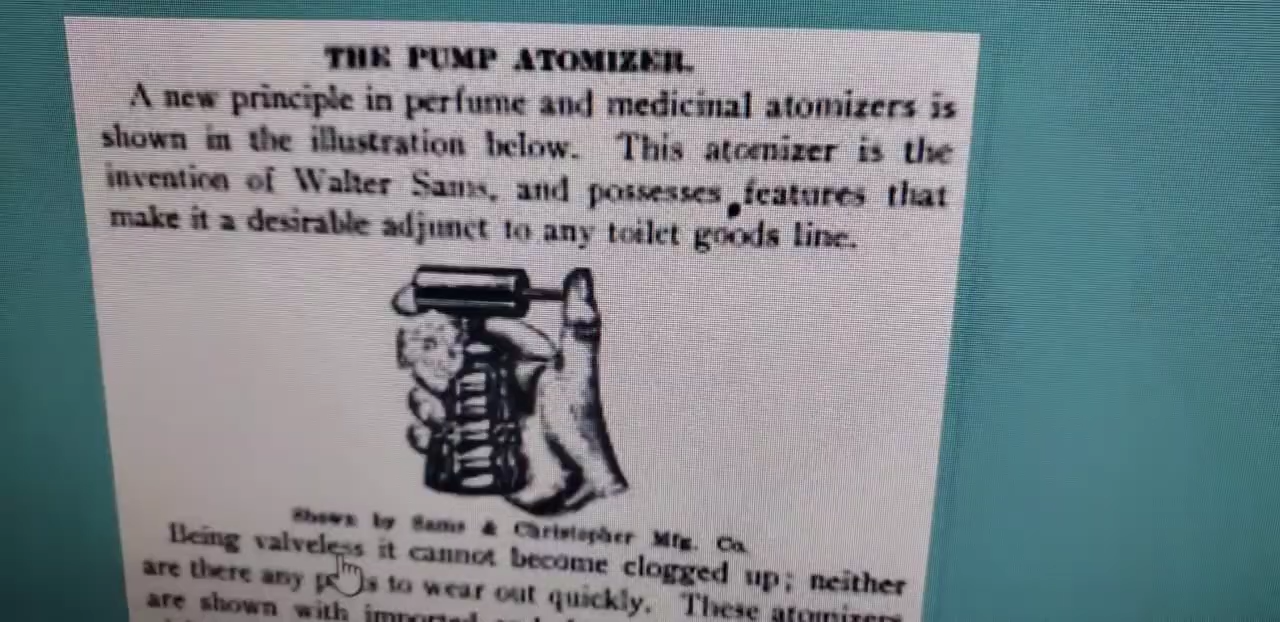 THE PUMP ATOMIZER.
A new principle in perfume and medicinal atomizers is
shown in the illustration below. This atomizer is the
invention of Walter Sams, and possesses features that
make it a desirable adjunct to any toilet goods line.
Shown by Sams & Christopher Mfg. Co.
Being valveless it cannot become clogged up; neither
are there any to wear out quickly. These atomizers
are shown with imported